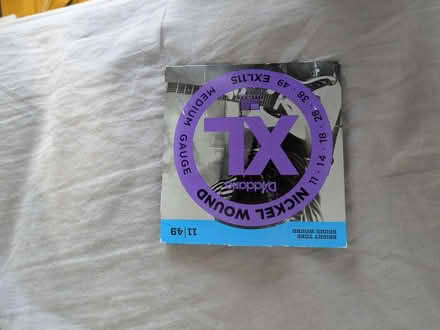 11|49
BRIGHT TONE
ROUND WOUND
NICKEL WOUND
D'Addario
XL
MEDIUM GAUGE
EXL115
11 · 14 · 18 · 28 · 38 · 49